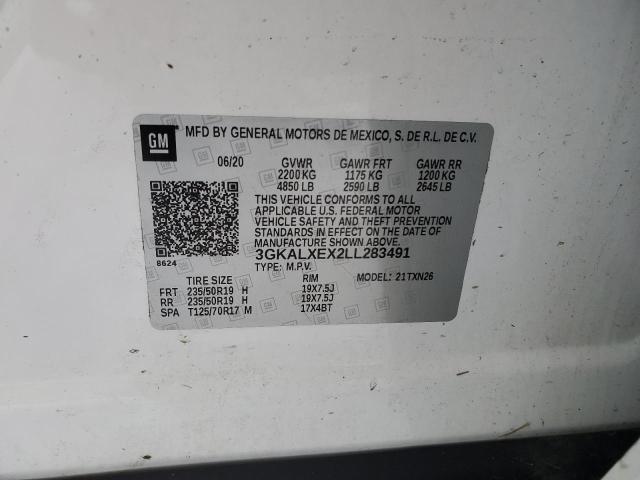 GM MFD BY GENERAL MOTORS DE MEXICO, S. DE R.L. DE C.V.
06/20 GVWR GAWR FRT GAWR RR
2200 KG 1175 KG 1200 KG
4850 LB 2590 LB 2645 LB
THIS VEHICLE CONFORMS TO ALL
APPLICABLE U.S. FEDERAL MOTOR
VEHICLE SAFETY AND THEFT PREVENTION
STANDARDS IN EFFECT ON THE DATE OF
MANUFACTURE SHOWN ABOVE.
8624 3GKALXEX2LL283491
TYPE: M.P.V. MODEL: 21TXN26
TIRE SIZE RIM
FRT 235/50R19 H 19X7.5J
RR 235/50R19 H 19X7.5J
SPA T125/70R17 M 17X4BT